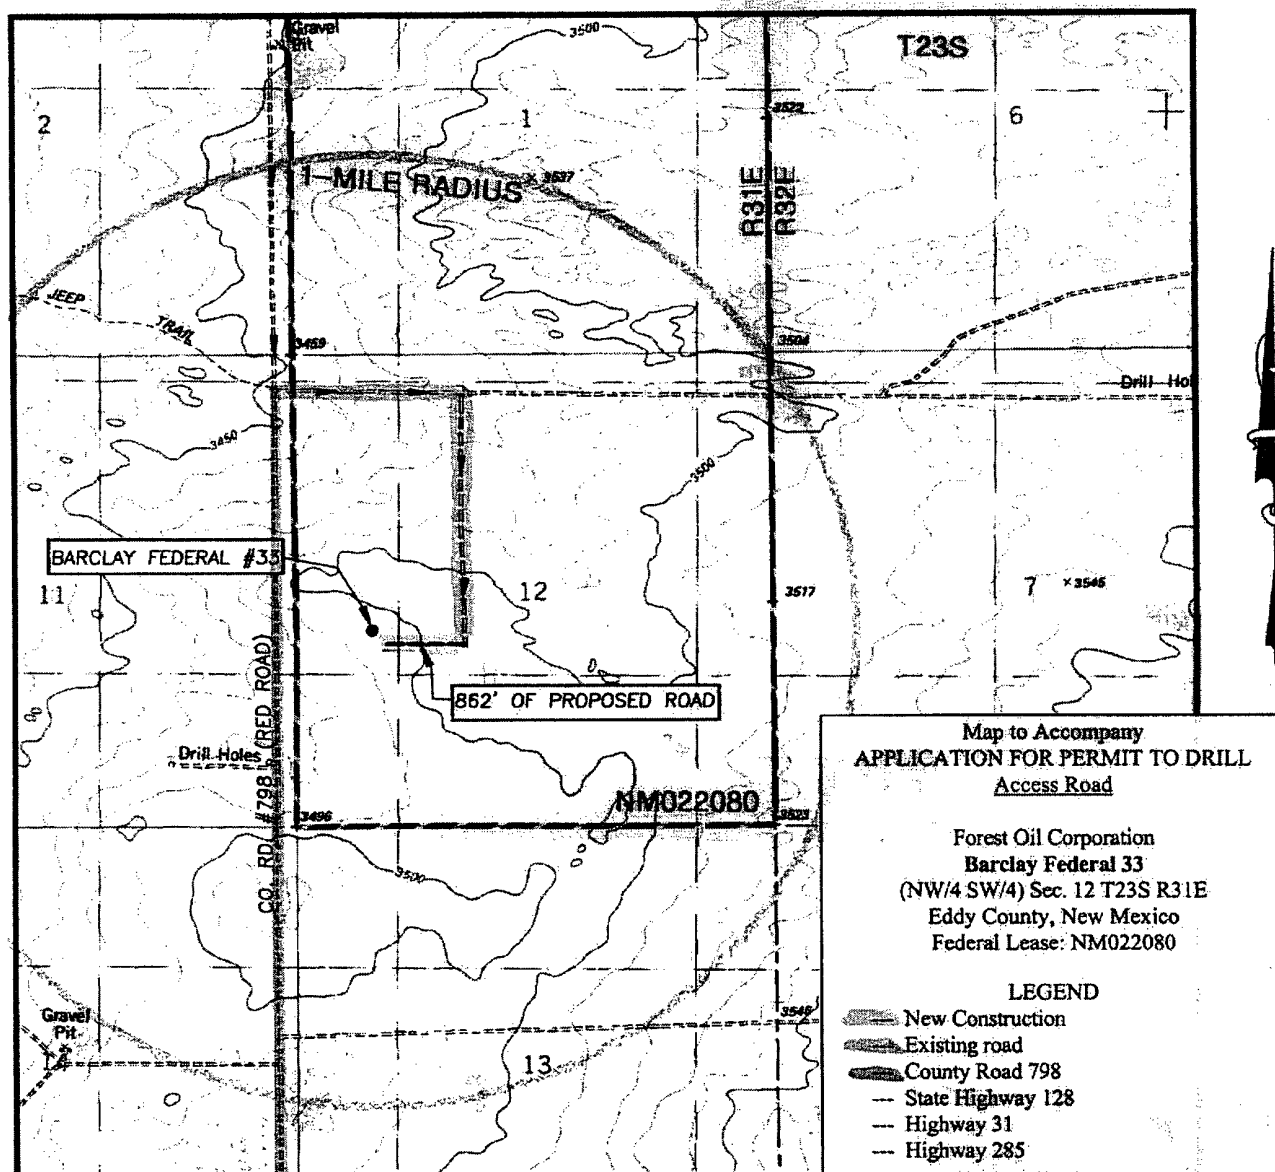 Gravel
Pit
3500
T23S
2
1
3522
6
1-MILE RADIUS
3537
R31E
R32E
JEEP
TRAIL
3459
3504
Drill Hol
3450
3500
BARCLAY FEDERAL #33
11
12
3517
7
3545
862' OF PROPOSED ROAD
CO. RD. #798 (RED ROAD)
Drill Holes
NM022080
3496
3523
3500
Gravel
Pit
3545
13
Map to Accompany
APPLICATION FOR PERMIT TO DRILL
Access Road
Forest Oil Corporation
Barclay Federal 33
(NW/4 SW/4) Sec. 12 T23S R31E
Eddy County, New Mexico
Federal Lease: NM022080
LEGEND
New Construction
Existing road
County Road 798
--- State Highway 128
--- Highway 31
--- Highway 285